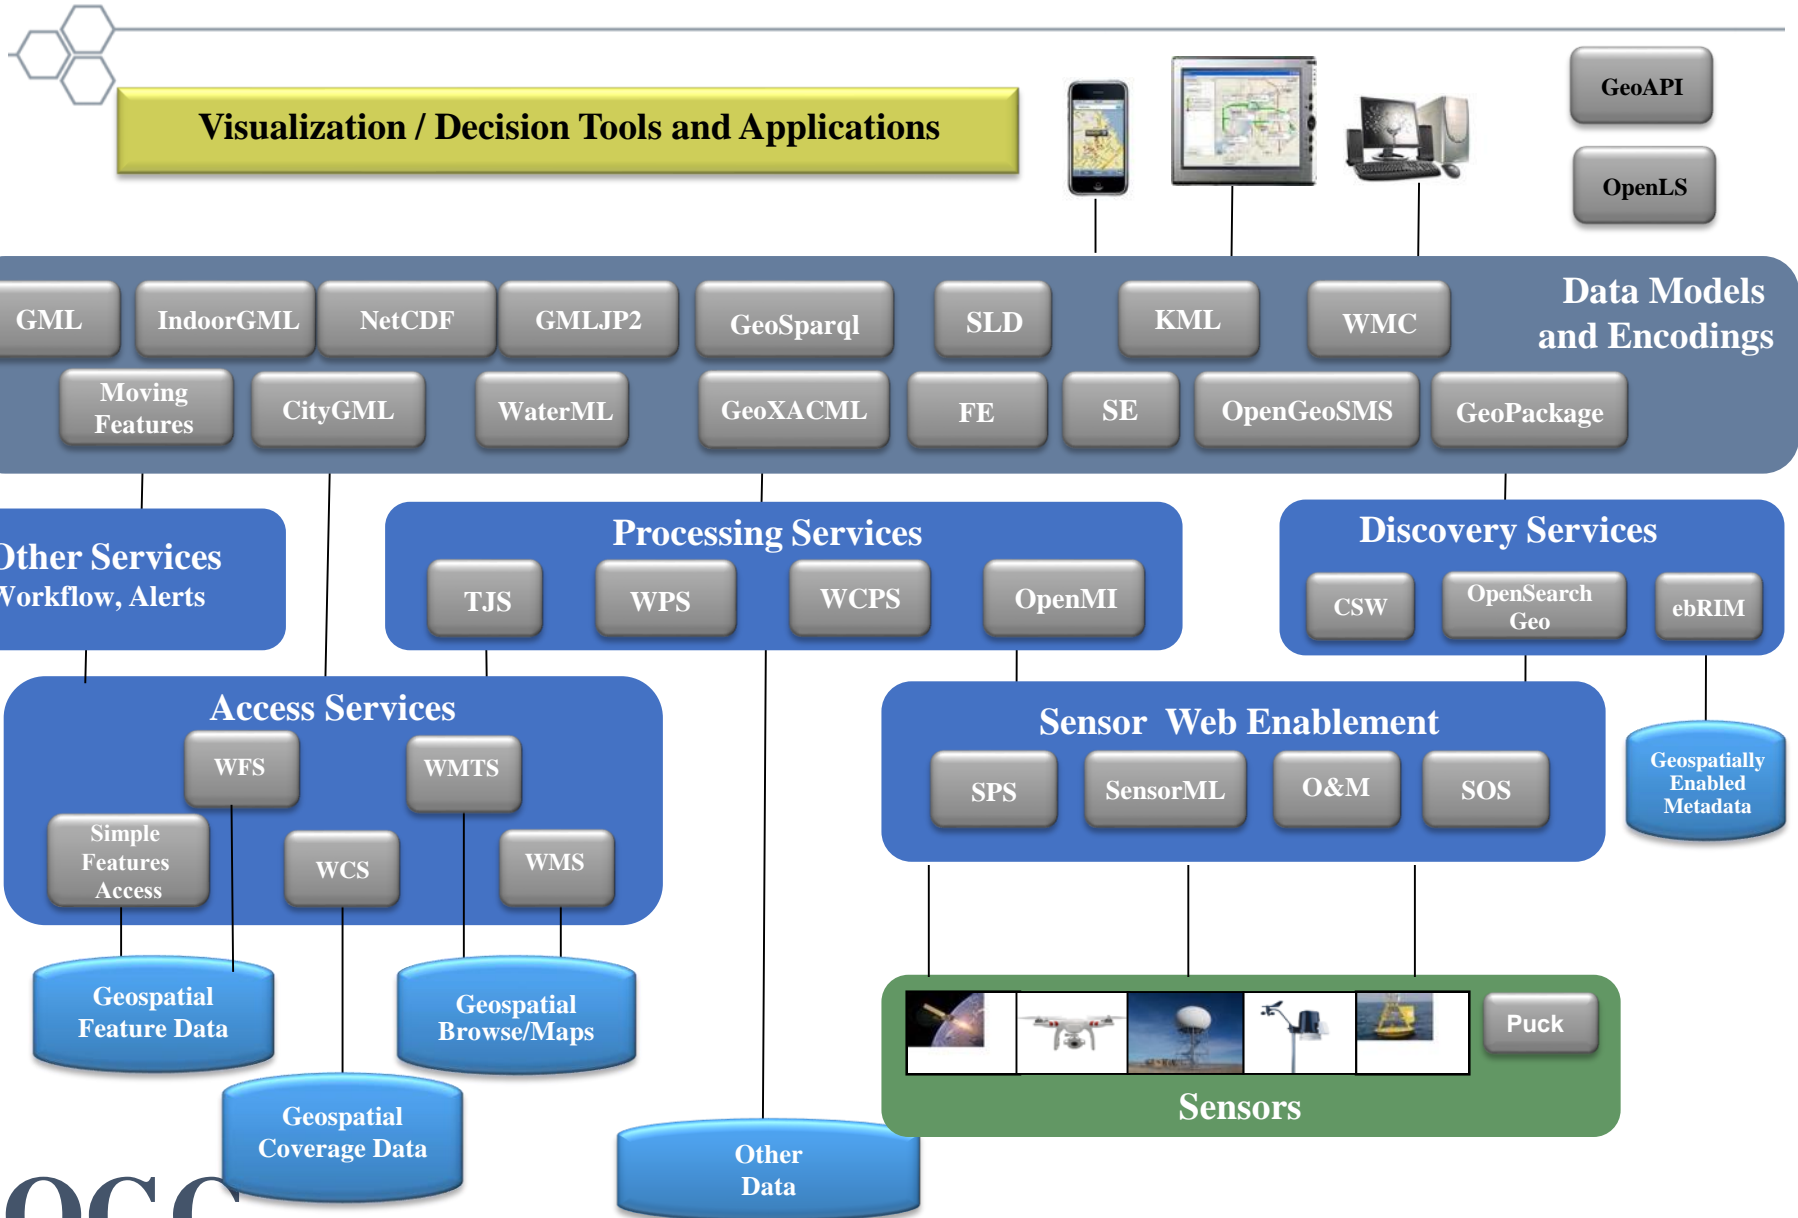 Visualization / Decision Tools and Applications
GeoAPI
OpenLS
Data Models
and Encodings
GML
IndoorGML
NetCDF
GMLJP2
GeoSparql
SLD
KML
WMC
Moving
Features
CityGML
WaterML
GeoXACML
FE
SE
OpenGeoSMS
GeoPackage
Other Services
Workflow, Alerts
Processing Services
TJS
WPS
WCPS
OpenMI
Discovery Services
CSW
OpenSearch
Geo
ebRIM
Access Services
WFS
WMTS
Simple
Features
Access
WCS
WMS
Sensor Web Enablement
SPS
SensorML
O&M
SOS
Geospatially
Enabled
Metadata
Geospatial
Feature Data
Geospatial
Browse/Maps
Geospatial
Coverage Data
Other
Data
Puck
Sensors
OGC